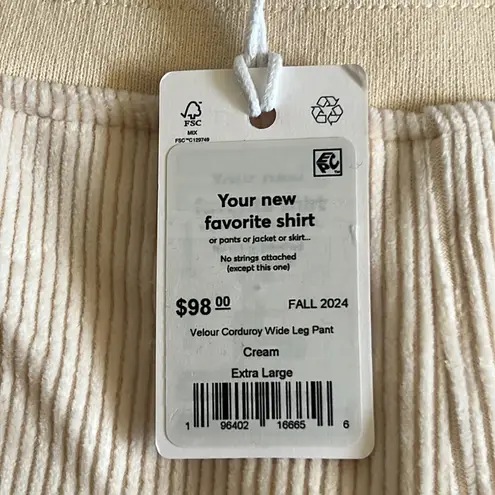 FSC
MIX
FSC™C129749
Your new
favorite shirt
or pants or jacket or skirt...
No strings attached
(except this one)
$98 00
FALL 2024
Velour Corduroy Wide Leg Pant
Cream
Extra Large
1 96402 16665 6